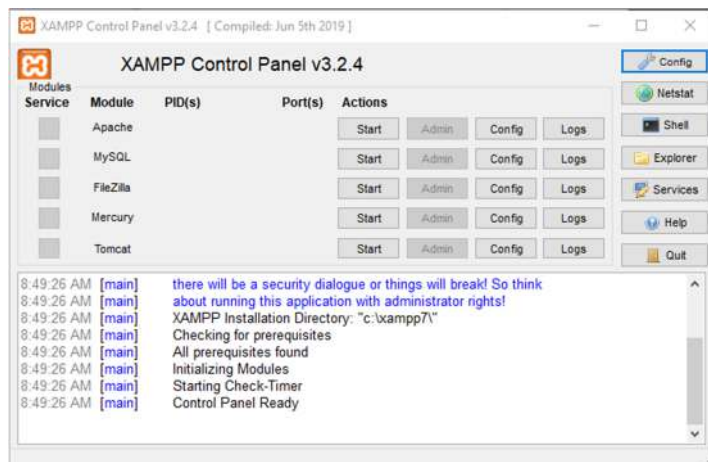 XAMPP Control Panel v3.2.4 [ Compiled: Jun 5th 2019 ]
XAMPP Control Panel v3.2.4
Config
Modules
Service Module PID(s) Port(s) Actions
Netstat
Apache Start Admin Config Logs
Shell
MySQL Start Admin Config Logs
Explorer
FileZilla Start Admin Config Logs
Services
Mercury Start Admin Config Logs
Help
Tomcat Start Admin Config Logs
Quit
8:49:26 AM [main] there will be a security dialogue or things will break! So think
8:49:26 AM [main] about running this application with administrator rights!
8:49:26 AM [main] XAMPP Installation Directory: "c:\xampp7\"
8:49:26 AM [main] Checking for prerequisites
8:49:26 AM [main] All prerequisites found
8:49:26 AM [main] Initializing Modules
8:49:26 AM [main] Starting Check-Timer
8:49:26 AM [main] Control Panel Ready